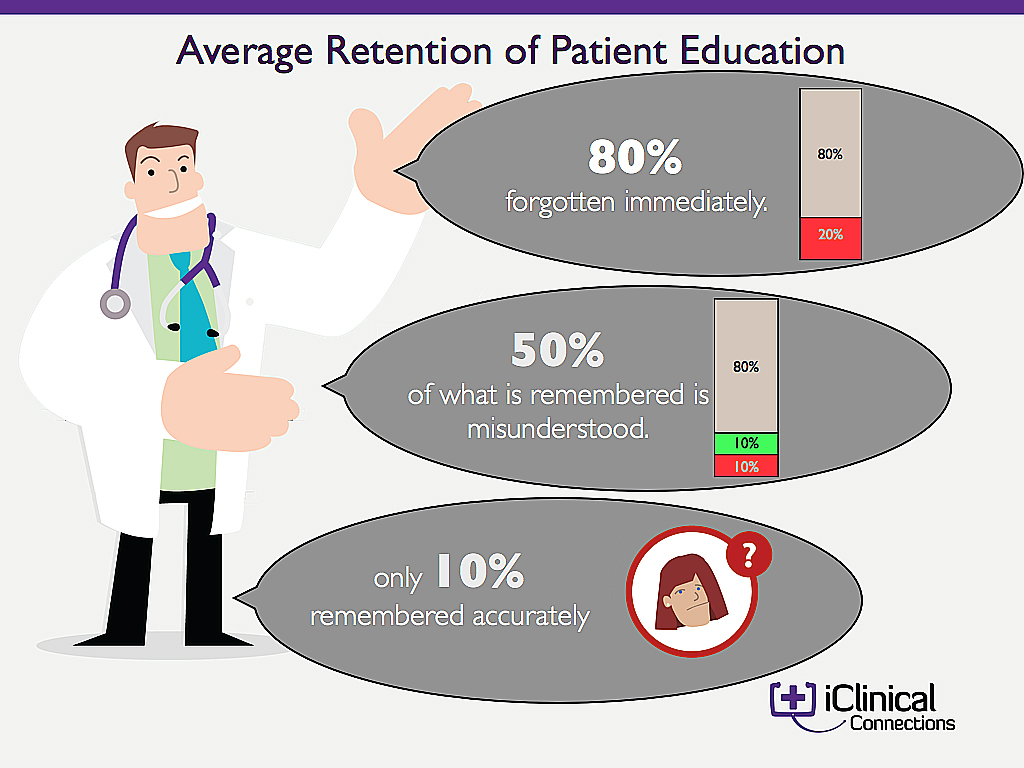 Average Retention of Patient Education
80%
forgotten immediately.
80%
20%
50%
of what is remembered is
misunderstood.
80%
10%
10%
only 10%
remembered accurately
?
iClinical
Connections